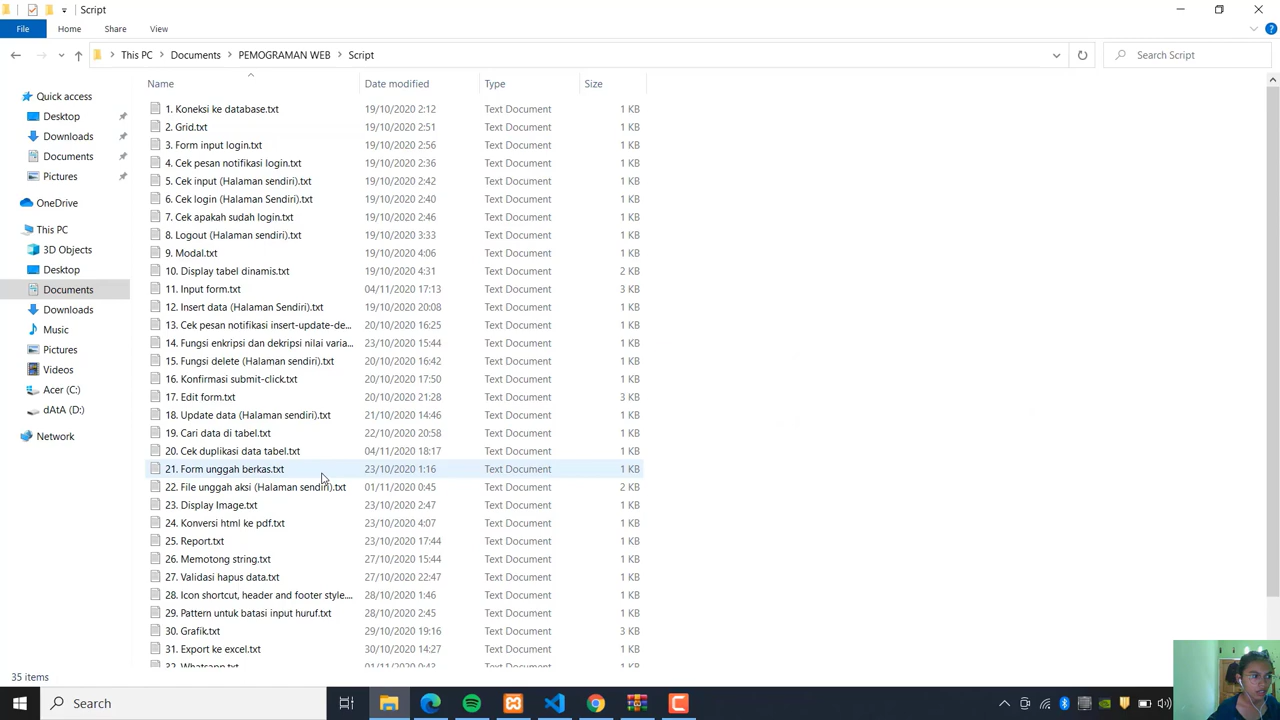 Script
File
Home
Share
View
This PC
Documents
PEMOGRAMAN WEB
Script
Search Script
Name
Date modified
Type
Size
Quick access
Desktop
Downloads
Documents
Pictures
OneDrive
This PC
3D Objects
Desktop
Documents
Downloads
Music
Pictures
Videos
Acer (C:)
dAtA (D:)
Network
1. Koneksi ke database.txt 19/10/2020 2:12 Text Document 1 KB
2. Grid.txt 19/10/2020 2:51 Text Document 1 KB
3. Form input login.txt 19/10/2020 2:56 Text Document 1 KB
4. Cek pesan notifikasi login.txt 19/10/2020 2:36 Text Document 1 KB
5. Cek input (Halaman sendiri).txt 19/10/2020 2:42 Text Document 1 KB
6. Cek login (Halaman Sendiri).txt 19/10/2020 2:40 Text Document 1 KB
7. Cek apakah sudah login.txt 19/10/2020 2:46 Text Document 1 KB
8. Logout (Halaman sendiri).txt 19/10/2020 3:33 Text Document 1 KB
9. Modal.txt 19/10/2020 4:06 Text Document 1 KB
10. Display tabel dinamis.txt 19/10/2020 4:31 Text Document 2 KB
11. Input form.txt 04/11/2020 17:13 Text Document 3 KB
12. Insert data (Halaman Sendiri).txt 19/10/2020 20:08 Text Document 1 KB
13. Cek pesan notifikasi insert-update-de... 20/10/2020 16:25 Text Document 1 KB
14. Fungsi enkripsi dan dekripsi nilai varia... 23/10/2020 15:44 Text Document 1 KB
15. Fungsi delete (Halaman sendiri).txt 20/10/2020 16:42 Text Document 1 KB
16. Konfirmasi submit-click.txt 20/10/2020 17:50 Text Document 1 KB
17. Edit form.txt 20/10/2020 21:28 Text Document 3 KB
18. Update data (Halaman sendiri).txt 21/10/2020 14:46 Text Document 1 KB
19. Cari data di tabel.txt 22/10/2020 20:58 Text Document 1 KB
20. Cek duplikasi data tabel.txt 04/11/2020 18:17 Text Document 1 KB
21. Form unggah berkas.txt 23/10/2020 1:16 Text Document 1 KB
22. File unggah aksi (Halaman sendiri).txt 01/11/2020 0:45 Text Document 2 KB
23. Display Image.txt 23/10/2020 2:47 Text Document 1 KB
24. Konversi html ke pdf.txt 23/10/2020 4:07 Text Document 1 KB
25. Report.txt 23/10/2020 17:44 Text Document 1 KB
26. Memotong string.txt 27/10/2020 15:44 Text Document 1 KB
27. Validasi hapus data.txt 27/10/2020 22:47 Text Document 1 KB
28. Icon shortcut, header and footer style.... 28/10/2020 1:46 Text Document 1 KB
29. Pattern untuk batasi input huruf.txt 28/10/2020 2:45 Text Document 1 KB
30. Grafik.txt 29/10/2020 19:16 Text Document 3 KB
31. Export ke excel.txt 30/10/2020 14:27 Text Document 1 KB
32. Whatsapp.txt 01/11/2020 0:43 Text Document 1 KB
35 items
Search